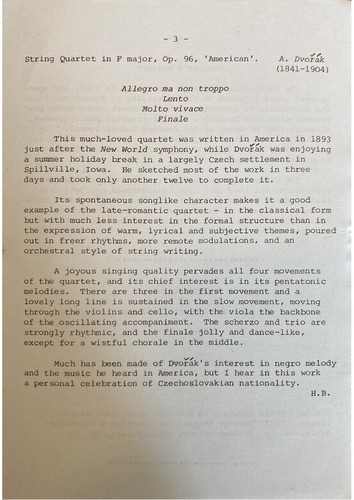 - 3 -
String Quartet in F major, Op. 96, 'American'. A. Dvořák
(1841-1904)
Allegro ma non troppo
Lento
Molto vivace
Finale
This much-loved quartet was written in America in 1893
just after the New World symphony, while Dvořák was enjoying
a summer holiday break in a largely Czech settlement in
Spillville, Iowa. He sketched most of the work in three
days and took only another twelve to complete it.
Its spontaneous songlike character makes it a good
example of the late-romantic quartet - in the classical form
but with much less interest in the formal structure than in
the expression of warm, lyrical and subjective themes, poured
out in freer rhythms, more remote modulations, and an
orchestral style of string writing.
A joyous singing quality pervades all four movements
of the quartet, and its chief interest is in its pentatonic
melodies. There are three in the first movement and a
lovely long line is sustained in the slow movement, moving
through the violins and cello, with the viola the backbone
of the oscillating accompaniment. The scherzo and trio are
strongly rhythmic, and the finale jolly and dance-like,
except for a wistful chorale in the middle.
Much has been made of Dvořák's interest in negro melody
and the music he heard in America, but I hear in this work
a personal celebration of Czechoslovakian nationality.
H.B.